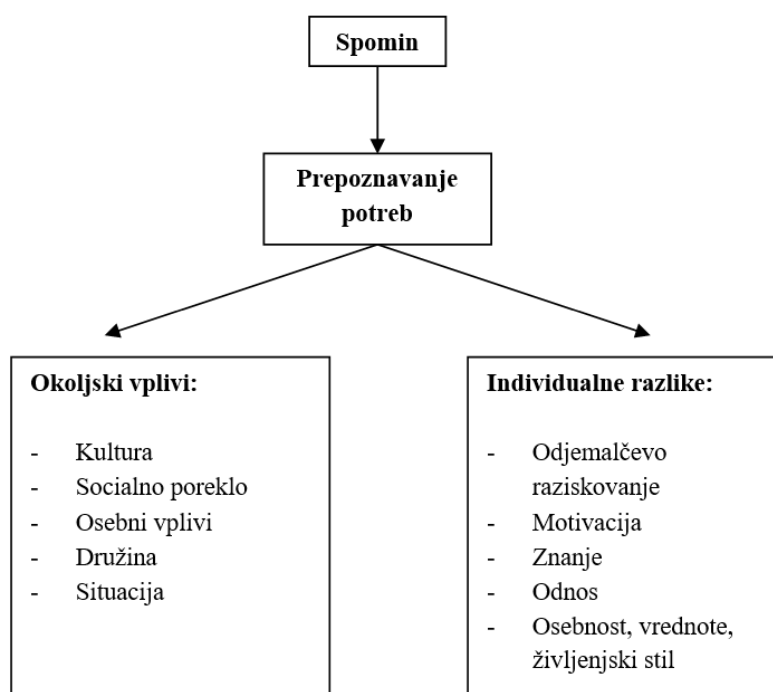 Spomin
Prepoznavanje
potreb
Okoljski vplivi:
- Kultura
- Socialno poreklo
- Osebni vplivi
- Družina
- Situacija
Individualne razlike:
- Odjemalčevo
raziskovanje
- Motivacija
- Znanje
- Odnos
- Osebnost, vrednote,
življenjski stil